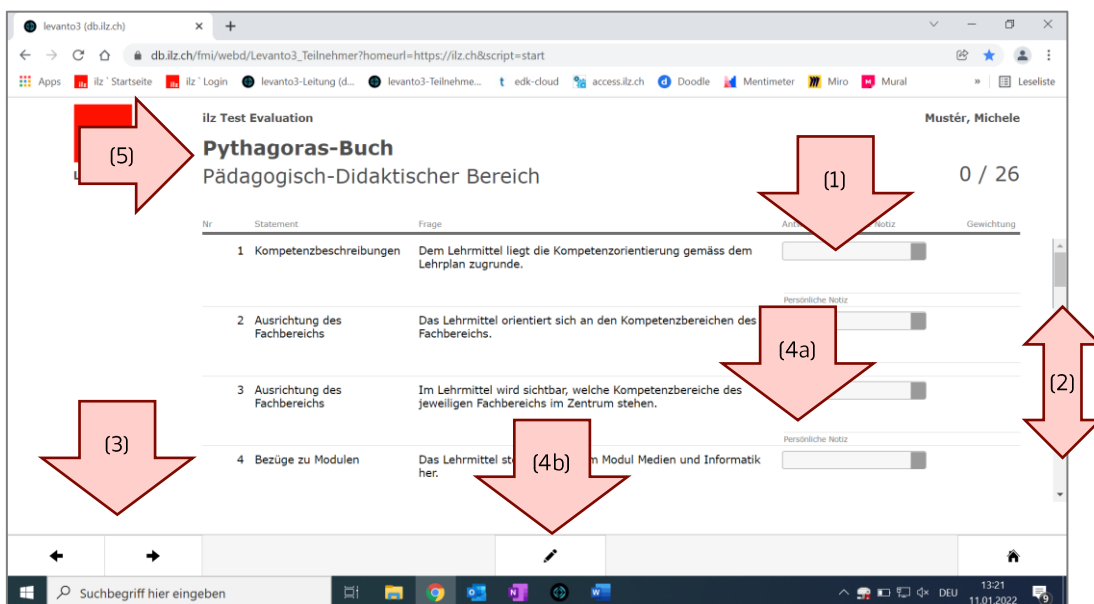 levanto3 (db.ilz.ch)
db.ilz.ch/fmi/webd/Levanto3_Teilnehmer?homeurl=https://ilz.ch&script=start
Apps ilz ` Startseite ilz ` Login levanto3-Leitung (d... levanto3-Teilnehme... edk-cloud access.ilz.ch Doodle Mentimeter Miro Mural » Leseliste
ilz Test Evaluation Mustér, Michele
(5) Pythagoras-Buch
Pädagogisch-Didaktischer Bereich (1) 0 / 26
Nr Statement Frage Notiz Gewichtung
1 Kompetenzbeschreibungen Dem Lehrmittel liegt die Kompetenzorientierung gemäss dem
Lehrplan zugrunde.
Persönliche Notiz
2 Ausrichtung des Das Lehrmittel orientiert sich an den Kompetenzbereichen des
Fachbereichs Fachbereichs.
(4a)
(2)
3 Ausrichtung des Im Lehrmittel wird sichtbar, welche Kompetenzbereiche des
Fachbereichs jeweiligen Fachbereichs im Zentrum stehen.
Persönliche Notiz
(3)
4 Bezüge zu Modulen Das Lehrmittel Modul Medien und Informatik
her.
(4b)
Suchbegriff hier eingeben DEU 13:21
11.01.2022